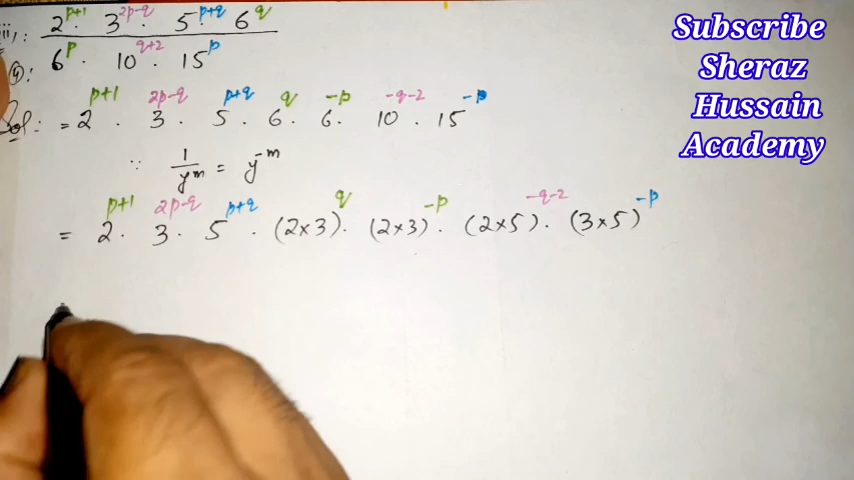 iii,: 2^{p+1} · 3^{2p-q} · 5^{p+q} · 6^{q}
(4): 6^{p} · 10^{q+2} · 15^{p}
Sol: = 2^{p+1} · 3^{2p-q} · 5^{p+q} · 6^{q} · 6^{-p} · 10^{-q-2} · 15^{-p}
∵ 1/y^{m} = y^{-m}
= 2^{p+1} · 3^{2p-q} · 5^{p+q} · (2×3)^{q} · (2×3)^{-p} · (2×5)^{-q-2} · (3×5)^{-p}
Subscribe
Sheraz
Hussain
Academy